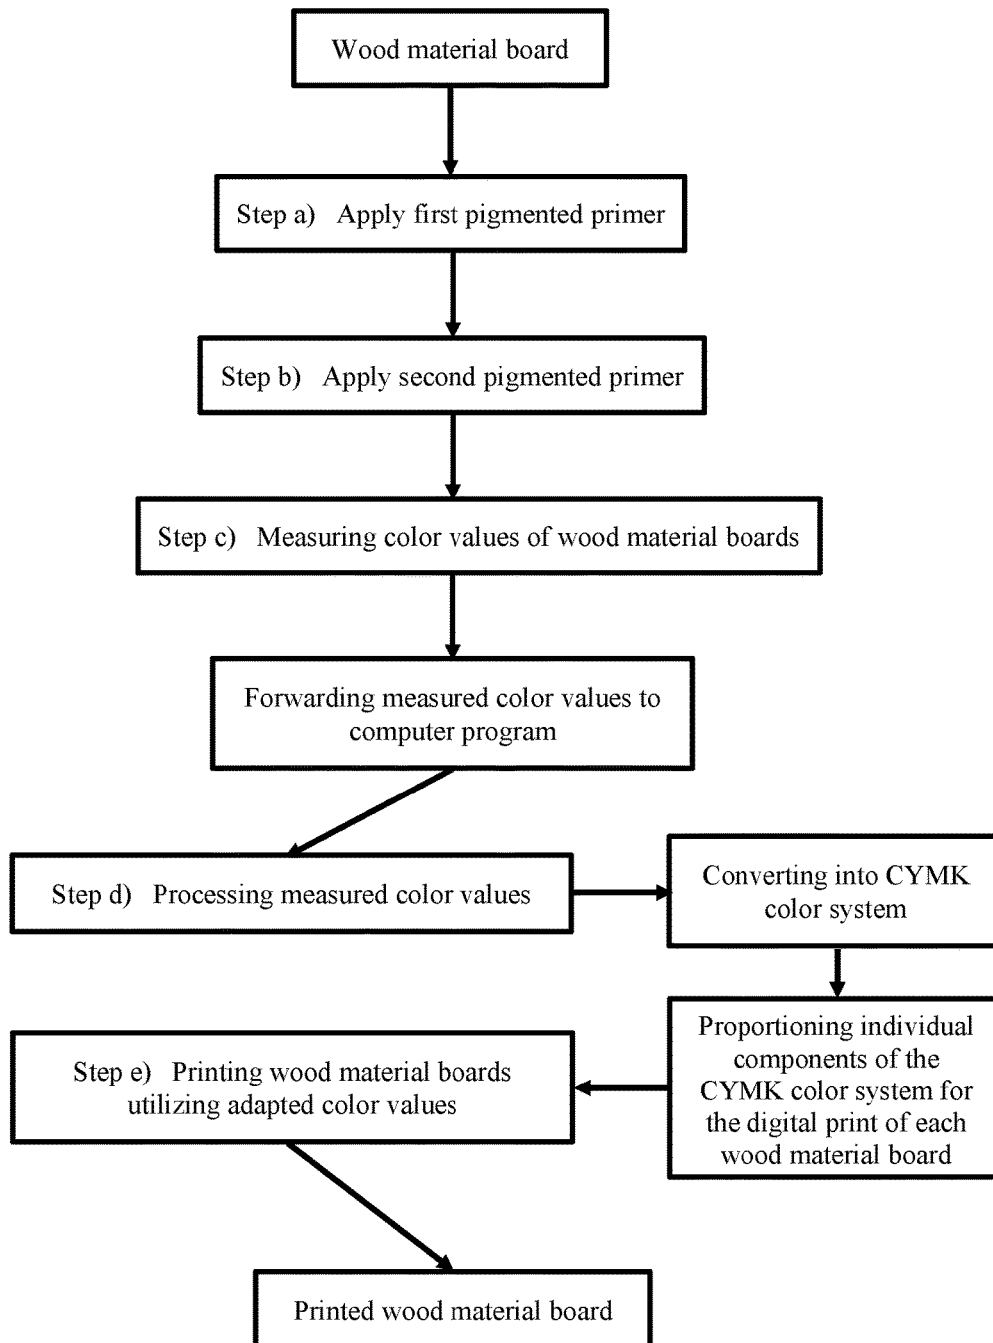 Wood material board
Step a) Apply first pigmented primer
Step b) Apply second pigmented primer
Step c) Measuring color values of wood material boards
Forwarding measured color values to
computer program
Step d) Processing measured color values
Converting into CYMK
color system
Proportioning individual
components of the
CYMK color system for
the digital print of each
wood material board
Step e) Printing wood material boards
utilizing adapted color values
Printed wood material board